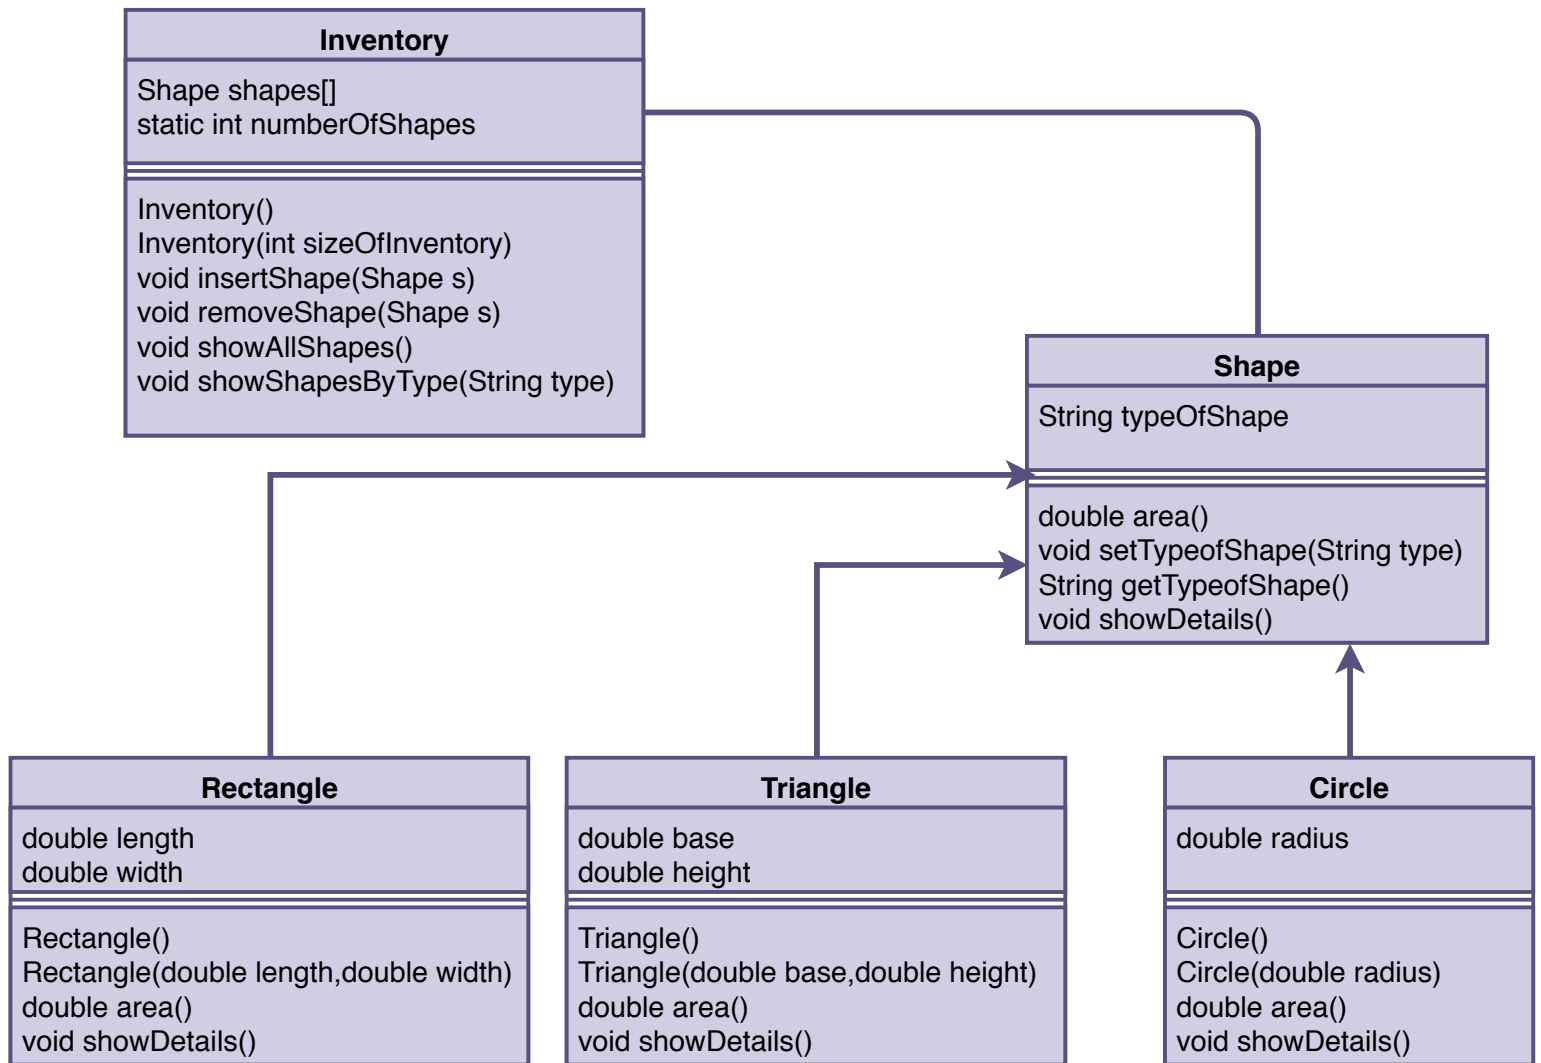 Inventory
Shape shapes[]
static int numberOfShapes
Inventory()
Inventory(int sizeOfInventory)
void insertShape(Shape s)
void removeShape(Shape s)
void showAllShapes()
void showShapesByType(String type)
Shape
String typeOfShape
double area()
void setTypeofShape(String type)
String getTypeofShape()
void showDetails()
Rectangle
double length
double width
Rectangle()
Rectangle(double length,double width)
double area()
void showDetails()
Triangle
double base
double height
Triangle()
Triangle(double base,double height)
double area()
void showDetails()
Circle
double radius
Circle()
Circle(double radius)
double area()
void showDetails()